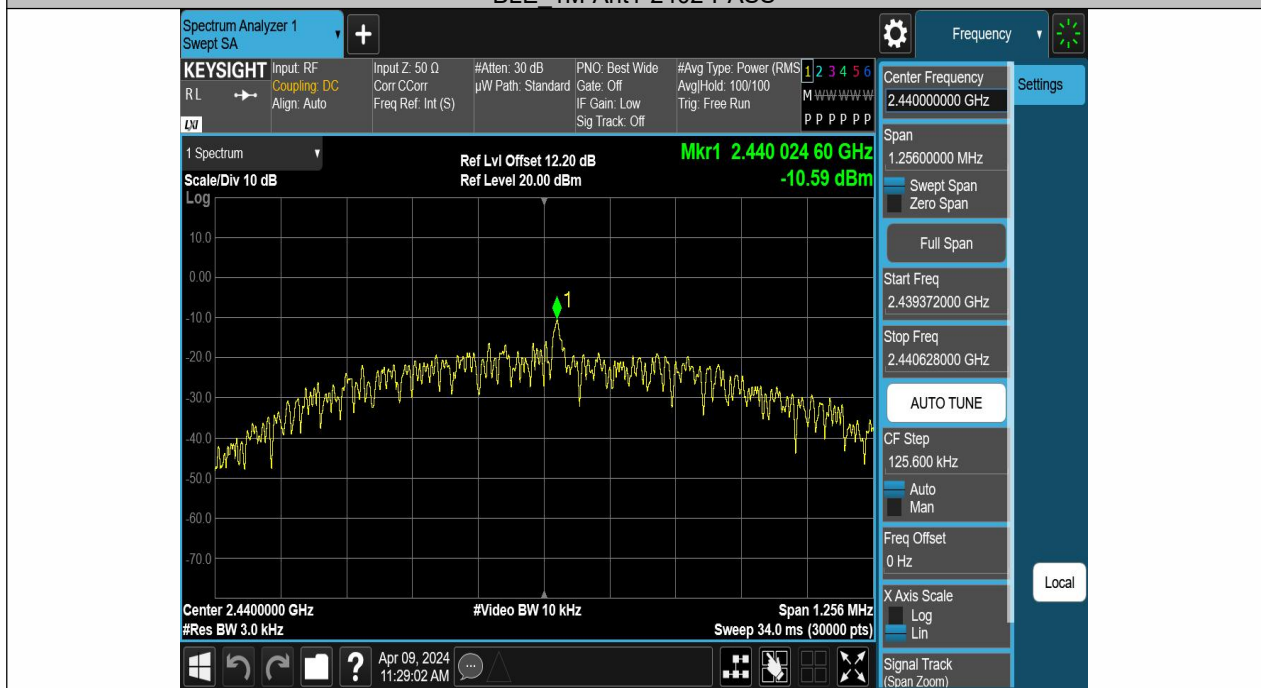 Spectrum Analyzer 1
Swept SA
+
Frequency
KEYSIGHT
RL
LXI
Input: RF
Coupling: DC
Align: Auto
Input Z: 50 Ω
Corr CCorr
Freq Ref: Int (S)
#Atten: 30 dB
µW Path: Standard
PNO: Best Wide
Gate: Off
IF Gain: Low
Sig Track: Off
#Avg Type: Power (RMS
Avg|Hold: 100/100
Trig: Free Run
1 2 3 4 5 6
M W W W W W
P P P P P P
1 Spectrum
Scale/Div 10 dB
Log
Ref Lvl Offset 12.20 dB
Ref Level 20.00 dBm
Mkr1 2.440 024 60 GHz
-10.59 dBm
10.0
0.00
-10.0
-20.0
-30.0
-40.0
-50.0
-60.0
-70.0
1
Center 2.4400000 GHz
#Res BW 3.0 kHz
#Video BW 10 kHz
Span 1.256 MHz
Sweep 34.0 ms (30000 pts)
Apr 09, 2024
11:29:02 AM
Center Frequency
2.440000000 GHz
Settings
Span
1.25600000 MHz
Swept Span
Zero Span
Full Span
Start Freq
2.439372000 GHz
Stop Freq
2.440628000 GHz
AUTO TUNE
CF Step
125.600 kHz
Auto
Man
Freq Offset
0 Hz
X Axis Scale
Log
Lin
Local
Signal Track
(Span Zoom)